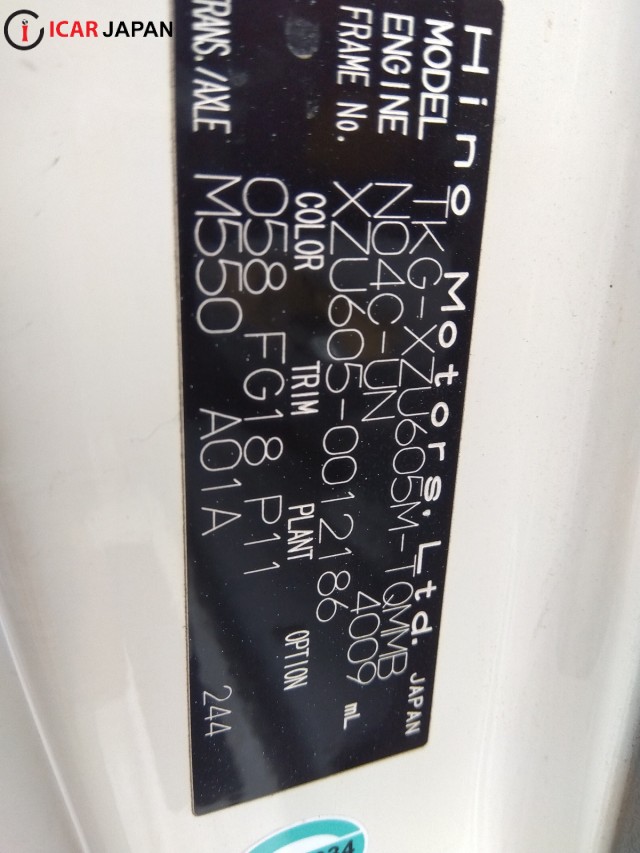 ICAR JAPAN
Hino Motors, Ltd. JAPAN
MODEL TKG-XZU605M-TQMMB
ENGINE N04C-UN 4009 mL
FRAME No. XZU605-0012186
COLOR TRIM PLANT OPTION
058 FG18 P11
TRANS./AXLE M550 A01A 244